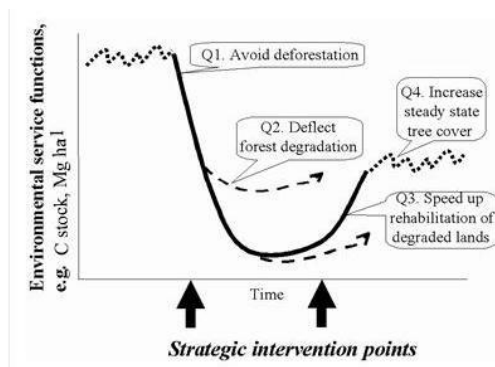 Environmental service functions,
e.g. C stock, Mg ha¹
Q1. Avoid deforestation
Q2. Deflect
forest degradation
Q4. Increase
steady state
tree cover
Q3. Speed up
rehabilitation of
degraded lands
Time
Strategic intervention points